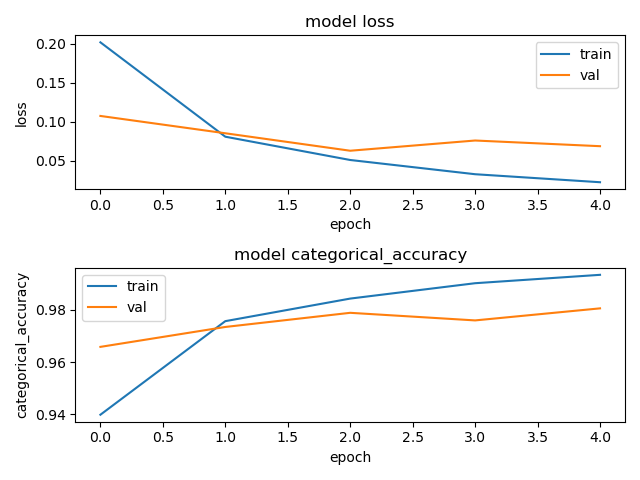 model loss
0.20
0.15
0.10
0.05
loss
train
val
0.0 0.5 1.0 1.5 2.0 2.5 3.0 3.5 4.0
epoch
model categorical_accuracy
0.98
0.96
0.94
categorical_accuracy
train
val
0.0 0.5 1.0 1.5 2.0 2.5 3.0 3.5 4.0
epoch